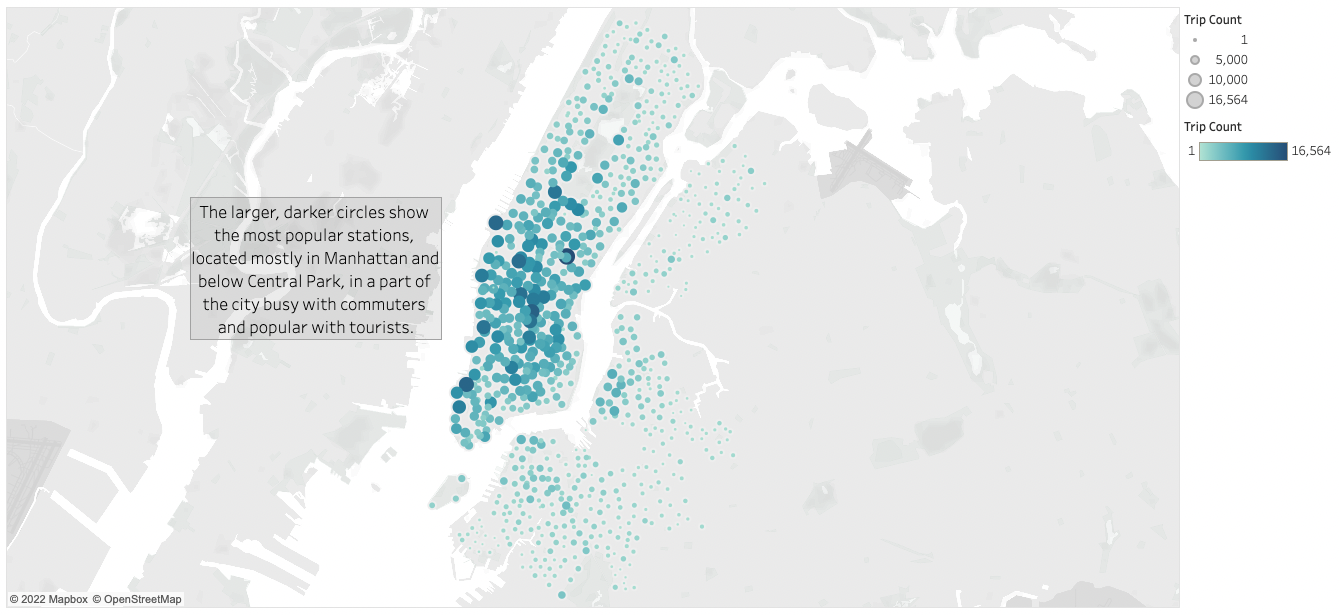 The larger, darker circles show
the most popular stations,
located mostly in Manhattan and
below Central Park, in a part of
the city busy with commuters
and popular with tourists.
Trip Count
1
5,000
10,000
16,564
Trip Count
1 16,564
© 2022 Mapbox © OpenStreetMap